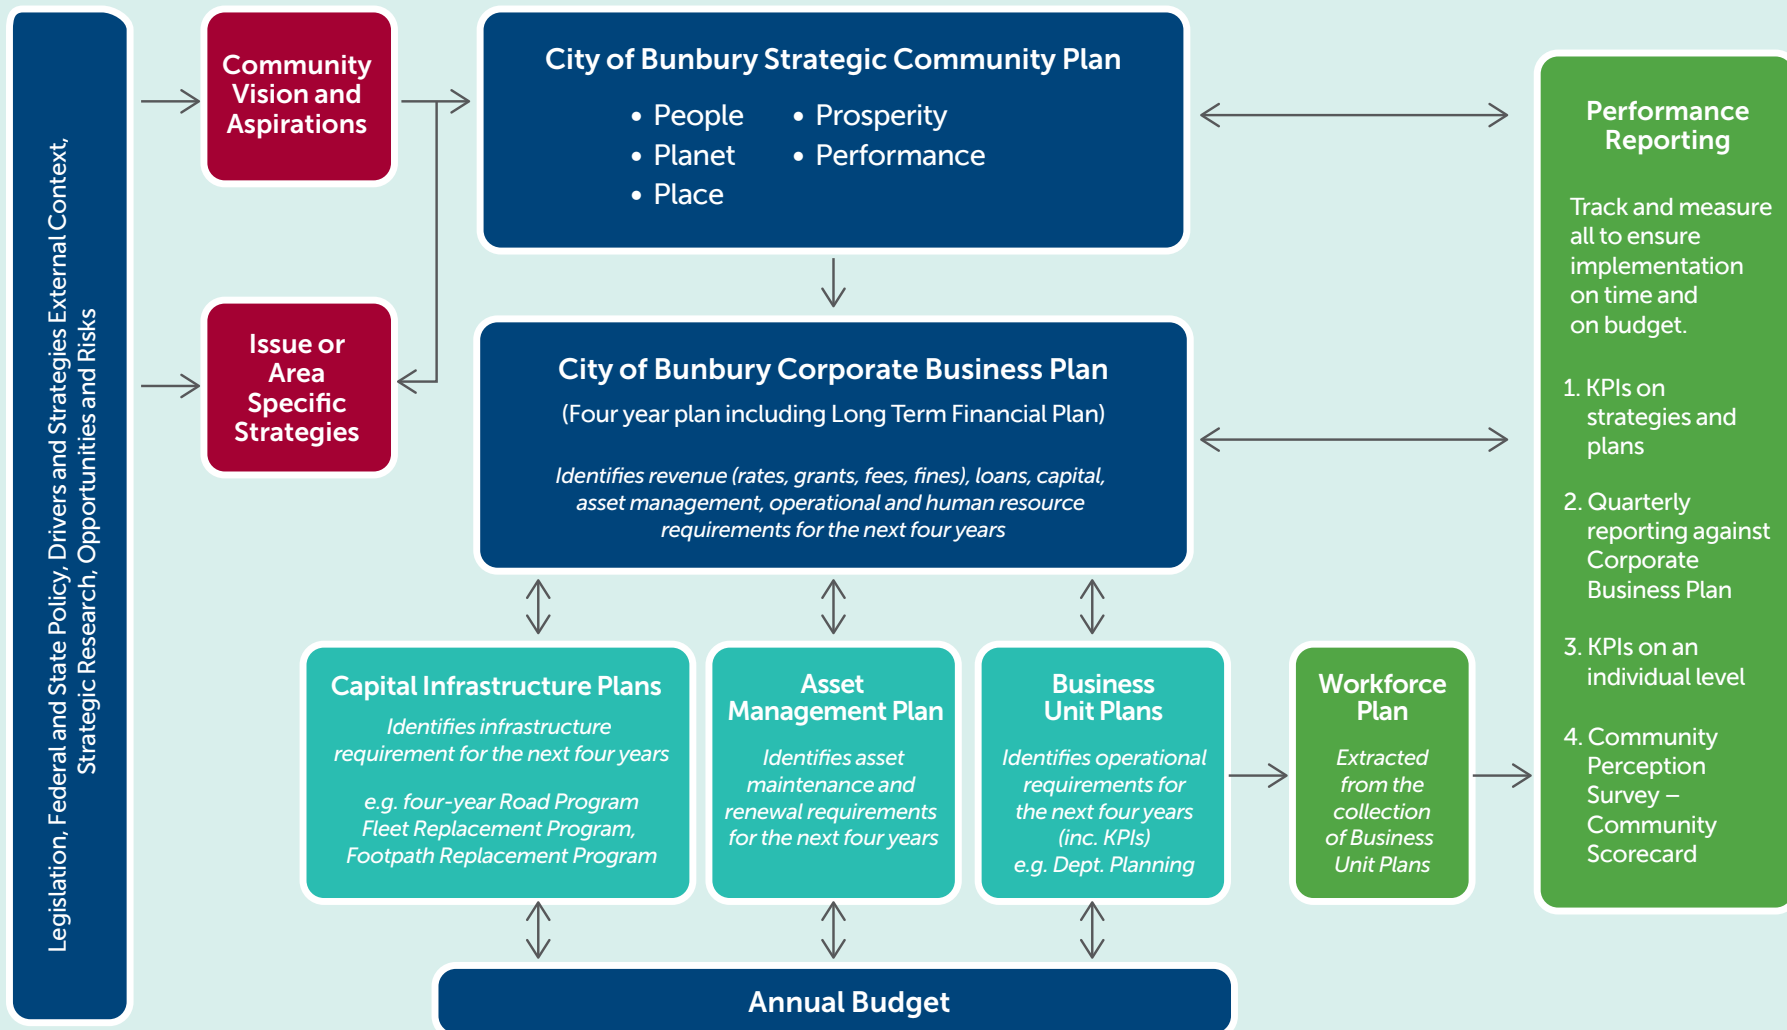 Legislation, Federal and State Policy, Drivers and Strategies External Context,
Strategic Research, Opportunities and Risks
Community
Vision and
Aspirations
Issue or
Area
Specific
Strategies
City of Bunbury Strategic Community Plan
• People
• Planet
• Place
• Prosperity
• Performance
City of Bunbury Corporate Business Plan
(Four year plan including Long Term Financial Plan)
Identifies revenue (rates, grants, fees, fines), loans, capital,
asset management, operational and human resource
requirements for the next four years
Capital Infrastructure Plans
Identifies infrastructure
requirement for the next four years
e.g. four-year Road Program
Fleet Replacement Program,
Footpath Replacement Program
Asset
Management Plan
Identifies asset
maintenance and
renewal requirements
for the next four years
Business
Unit Plans
Identifies operational
requirements for
the next four years
(inc. KPIs)
e.g. Dept. Planning
Workforce
Plan
Extracted
from the
collection
of Business
Unit Plans
Performance
Reporting
Track and measure
all to ensure
implementation
on time and
on budget.
1. KPIs on
strategies and
plans
2. Quarterly
reporting against
Corporate
Business Plan
3. KPIs on an
individual level
4. Community
Perception
Survey –
Community
Scorecard
Annual Budget